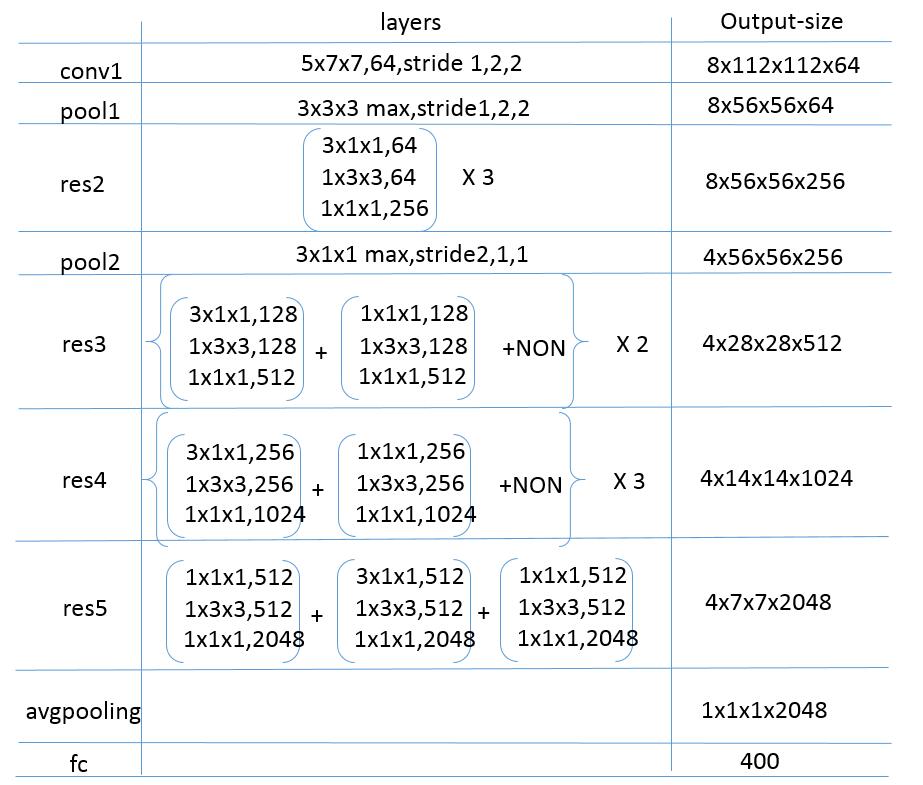 layers Output-size
conv1 5x7x7,64,stride 1,2,2 8x112x112x64
pool1 3x3x3 max,stride1,2,2 8x56x56x64
3x1x1,64
res2 1x3x3,64 X 3 8x56x56x256
1x1x1,256
pool2 3x1x1 max,stride2,1,1 4x56x56x256
3x1x1,128 1x1x1,128
res3 1x3x3,128 + 1x3x3,128 +NON X 2 4x28x28x512
1x1x1,512 1x1x1,512
3x1x1,256 1x1x1,256
res4 1x3x3,256 + 1x3x3,256 +NON X 3 4x14x14x1024
1x1x1,1024 1x1x1,1024
1x1x1,512 3x1x1,512 1x1x1,512
res5 1x3x3,512 + 1x3x3,512 + 1x3x3,512 4x7x7x2048
1x1x1,2048 1x1x1,2048 1x1x1,2048
avgpooling 1x1x1x2048
fc 400